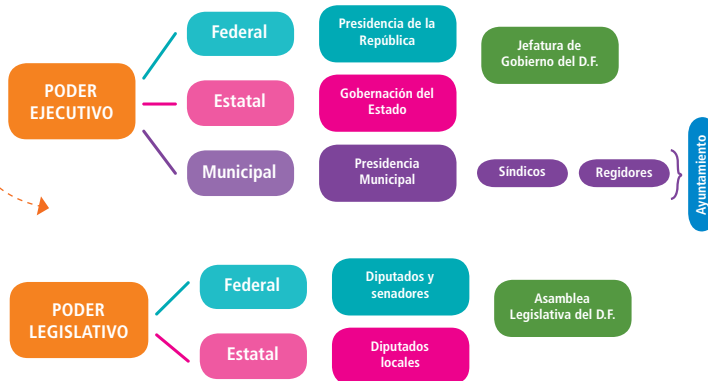 PODER
EJECUTIVO
Federal
Presidencia de la
República
Jefatura de
Gobierno del D.F.
Estatal
Gobernación del
Estado
Municipal
Presidencia
Municipal
Síndicos
Regidores
Ayuntamiento
PODER
LEGISLATIVO
Federal
Diputados y
senadores
Asamblea
Legislativa del D.F.
Estatal
Diputados
locales